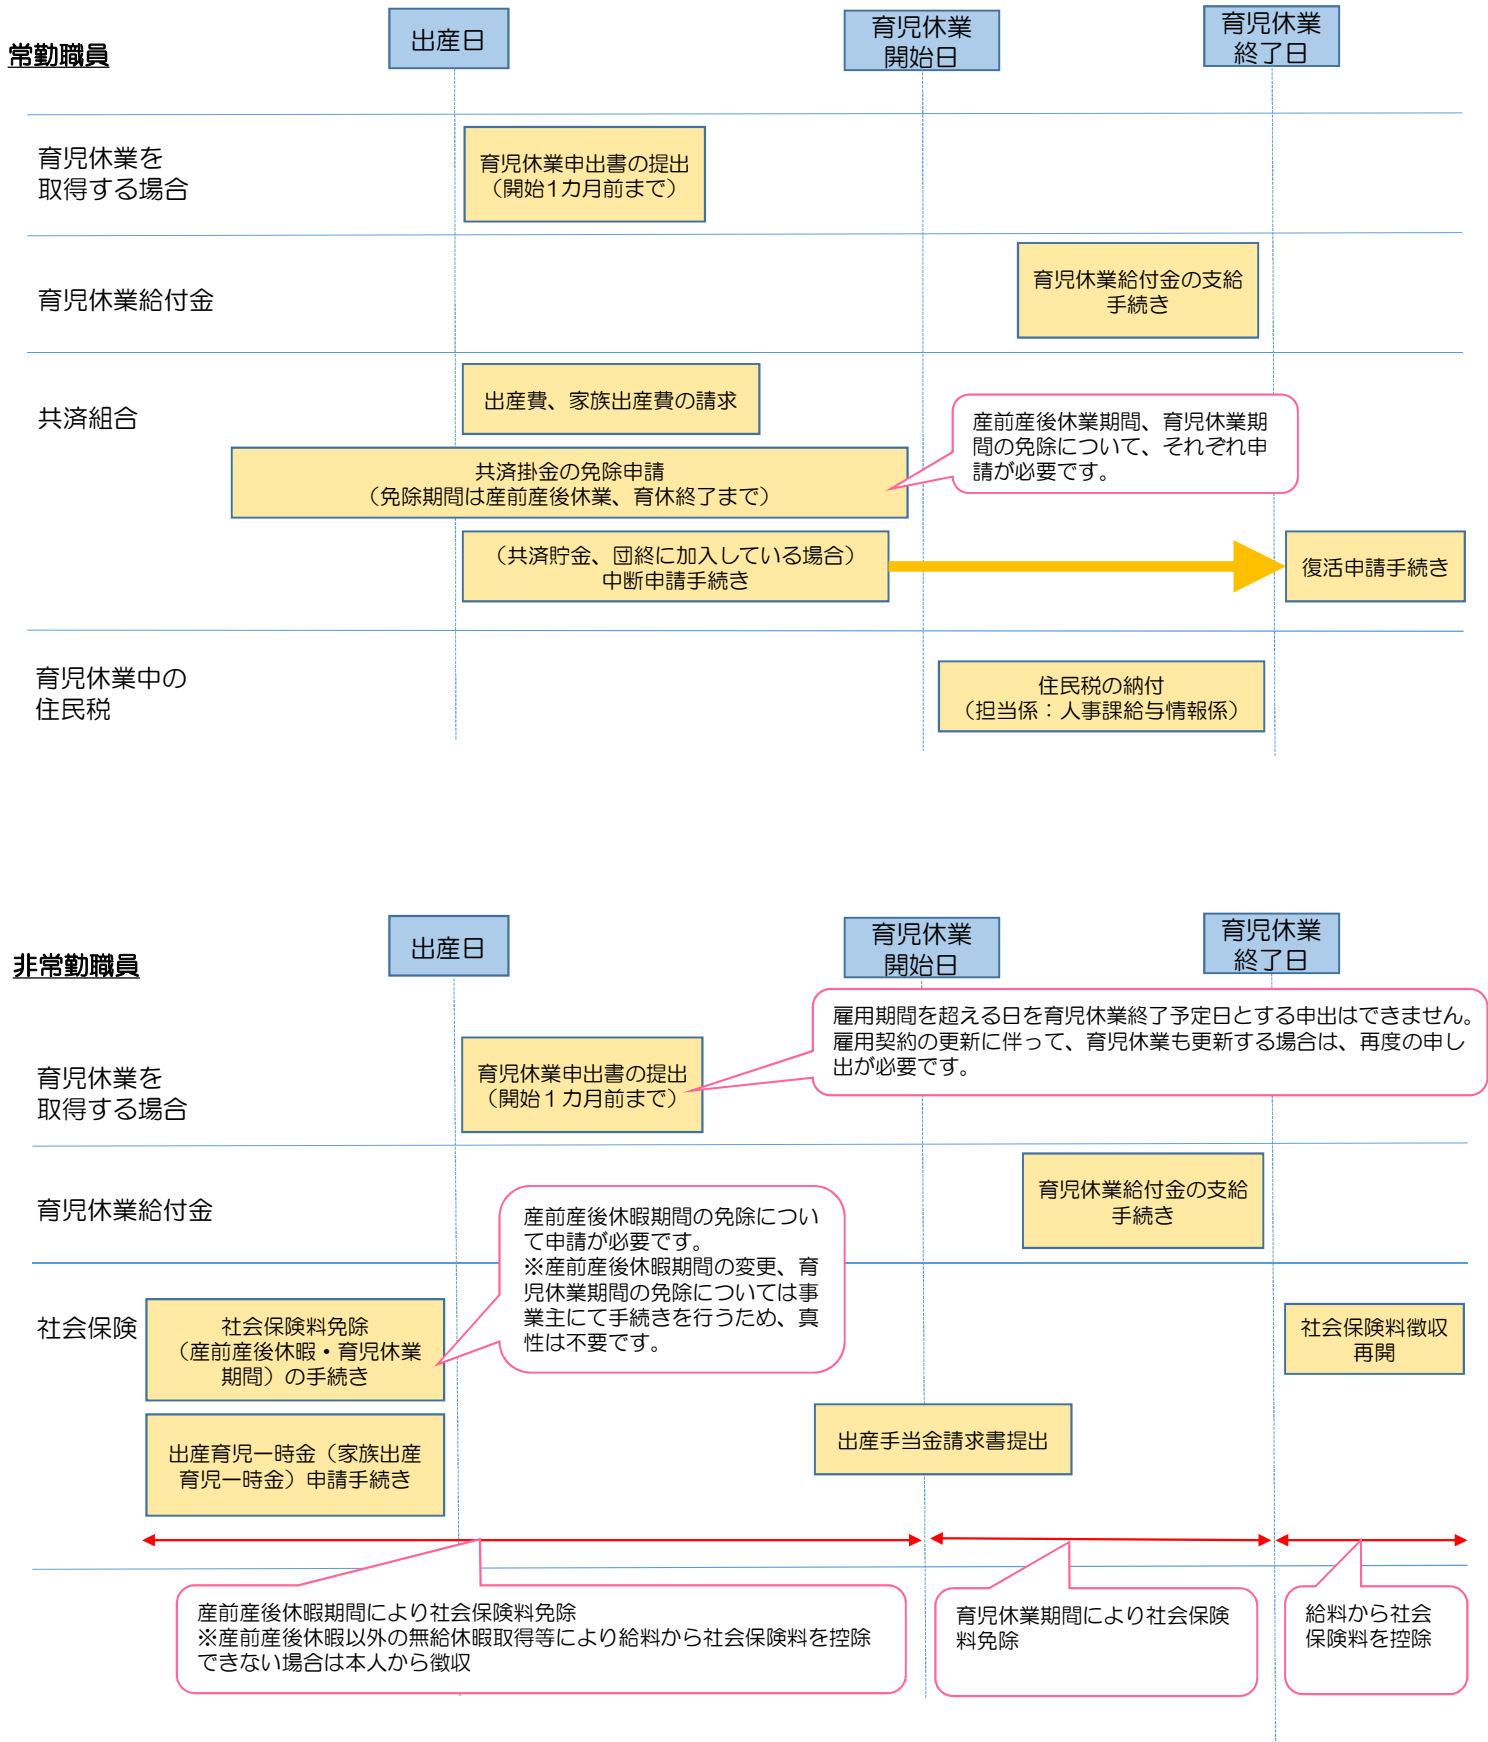 出産日
育児休業
開始日
育児休業
終了日
常勤職員
育児休業を
取得する場合
育児休業申出書の提出
（開始1カ月前まで）
育児休業給付金
育児休業給付金の支給
手続き
共済組合
出産費、家族出産費の請求
産前産後休業期間、育児休業期
間の免除について、それぞれ申
請が必要です。
共済掛金の免除申請
（免除期間は産前産後休業、育休終了まで）
（共済貯金、団終に加入している場合）
中断申請手続き
復活申請手続き
育児休業中の
住民税
住民税の納付
（担当係：人事課給与情報係）
出産日
育児休業
開始日
育児休業
終了日
非常勤職員
雇用期間を超える日を育児休業終了予定日とする申出はできません。
雇用契約の更新に伴って、育児休業も更新する場合は、再度の申し
出が必要です。
育児休業を
取得する場合
育児休業申出書の提出
（開始１カ月前まで）
育児休業給付金
育児休業給付金の支給
手続き
産前産後休暇期間の免除につい
て申請が必要です。
※産前産後休暇期間の変更、育
児休業期間の免除については事
業主にて手続きを行うため、真
性は不要です。
社会保険
社会保険料免除
（産前産後休暇・育児休業
期間）の手続き
社会保険料徴収
再開
出産育児一時金（家族出産
育児一時金）申請手続き
出産手当金請求書提出
産前産後休暇期間により社会保険料免除
※産前産後休暇以外の無給休暇取得等により給料から社会保険料を控除
できない場合は本人から徴収
育児休業期間により社会保険
料免除
給料から社会
保険料を控除